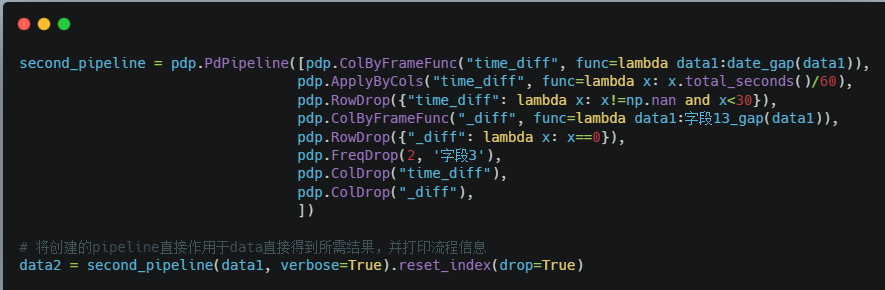 second_pipeline = pdp.PdPipeline([pdp.ColByFrameFunc("time_diff", func=lambda data1:date_gap(data1)),
pdp.ApplyByCols("time_diff", func=lambda x: x.total_seconds()/60),
pdp.RowDrop({"time_diff": lambda x: x!=np.nan and x<30}),
pdp.ColByFrameFunc("_diff", func=lambda data1:字段13_gap(data1)),
pdp.RowDrop({"_diff": lambda x: x==0}),
pdp.FreqDrop(2, '字段3'),
pdp.ColDrop("time_diff"),
pdp.ColDrop("_diff"),
])
# 将创建的pipeline直接作用于data直接得到所需结果，并打印流程信息
data2 = second_pipeline(data1, verbose=True).reset_index(drop=True)